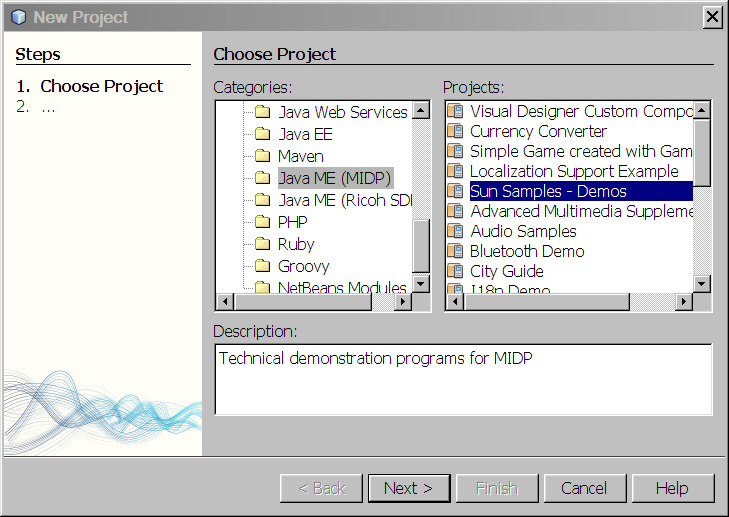 New Project
Steps
1. Choose Project
2. ...
Choose Project
Categories:
Java Web Services
Java EE
Maven
Java ME (MIDP)
Java ME (Ricoh SDK
PHP
Ruby
Groovy
NetBeans Modules
Projects:
Visual Designer Custom Compo
Currency Converter
Simple Game created with Gam
Localization Support Example
Sun Samples - Demos
Advanced Multimedia Suppleme
Audio Samples
Bluetooth Demo
City Guide
I18n Demo
Description:
Technical demonstration programs for MIDP
< Back
Next >
Finish
Cancel
Help